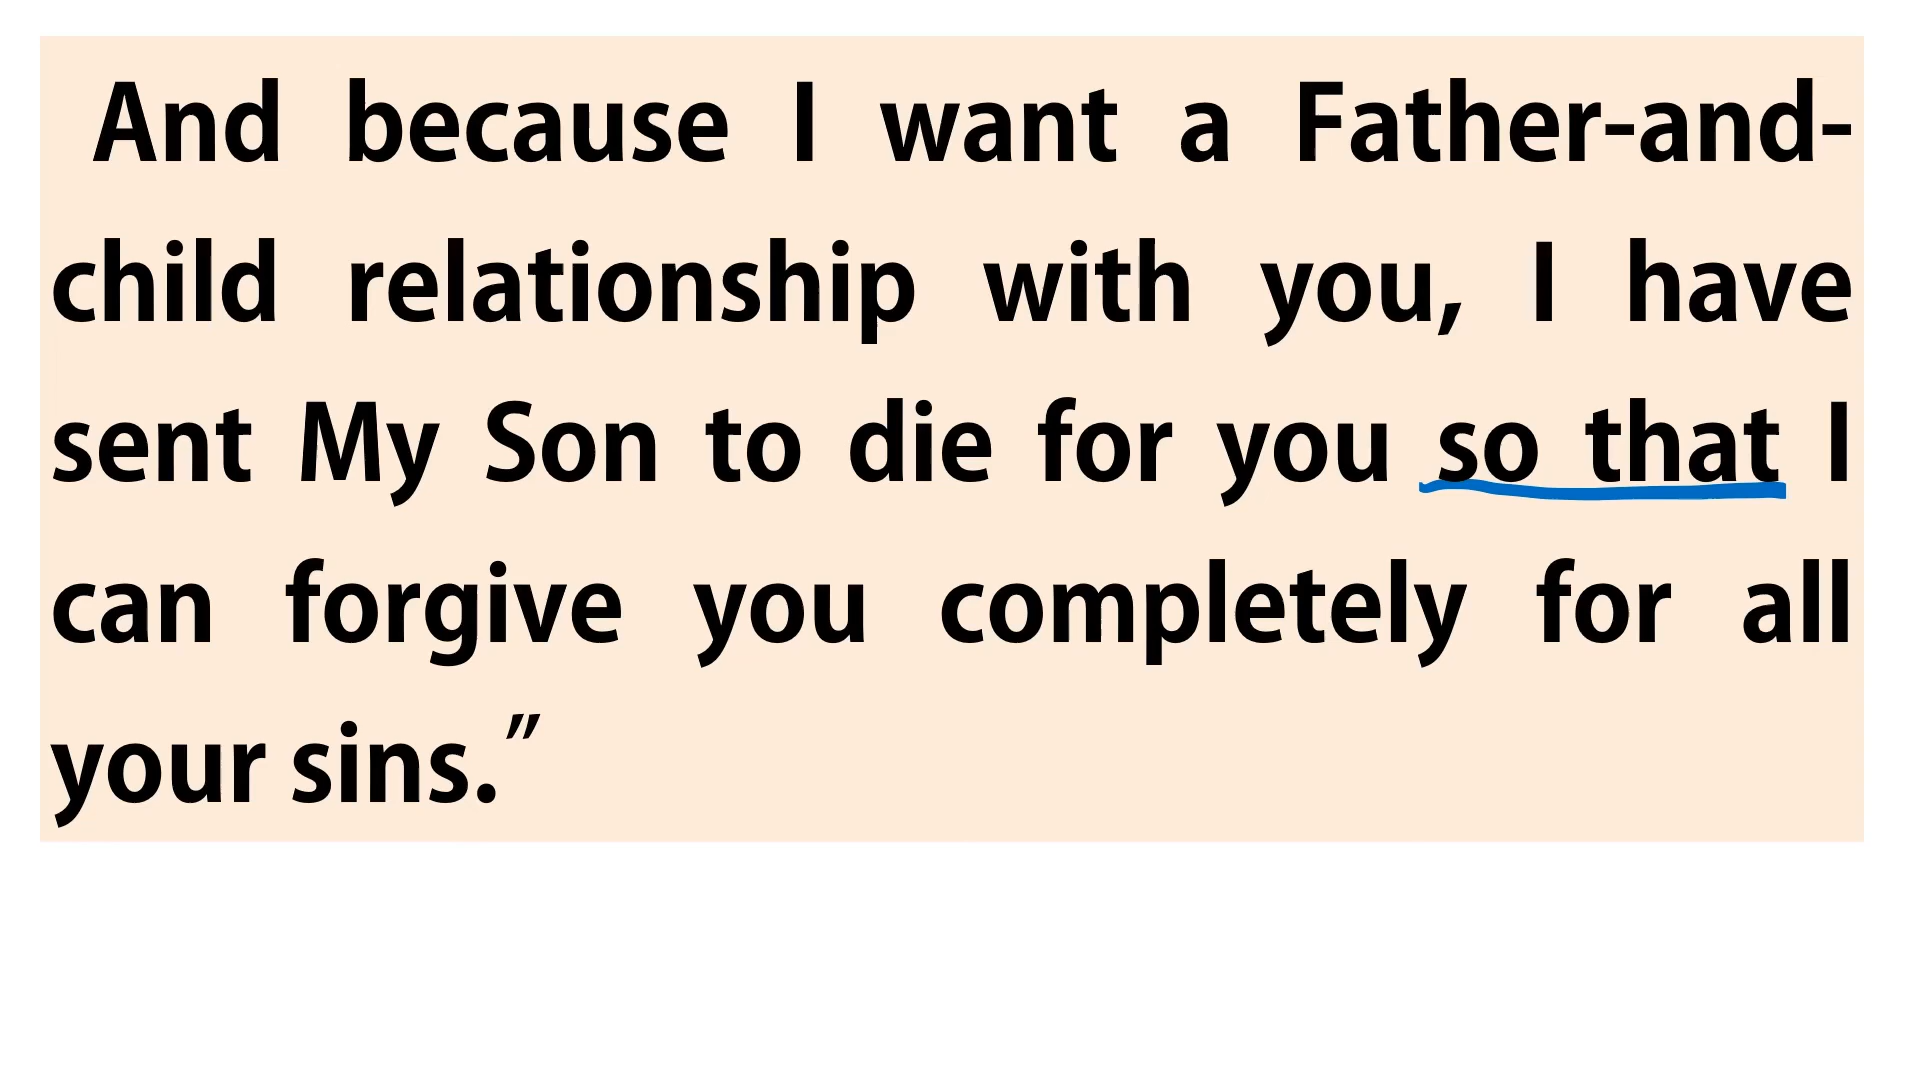 And because I want a Father-and-
child relationship with you, I have
sent My Son to die for you so that I
can forgive you completely for all
your sins.”